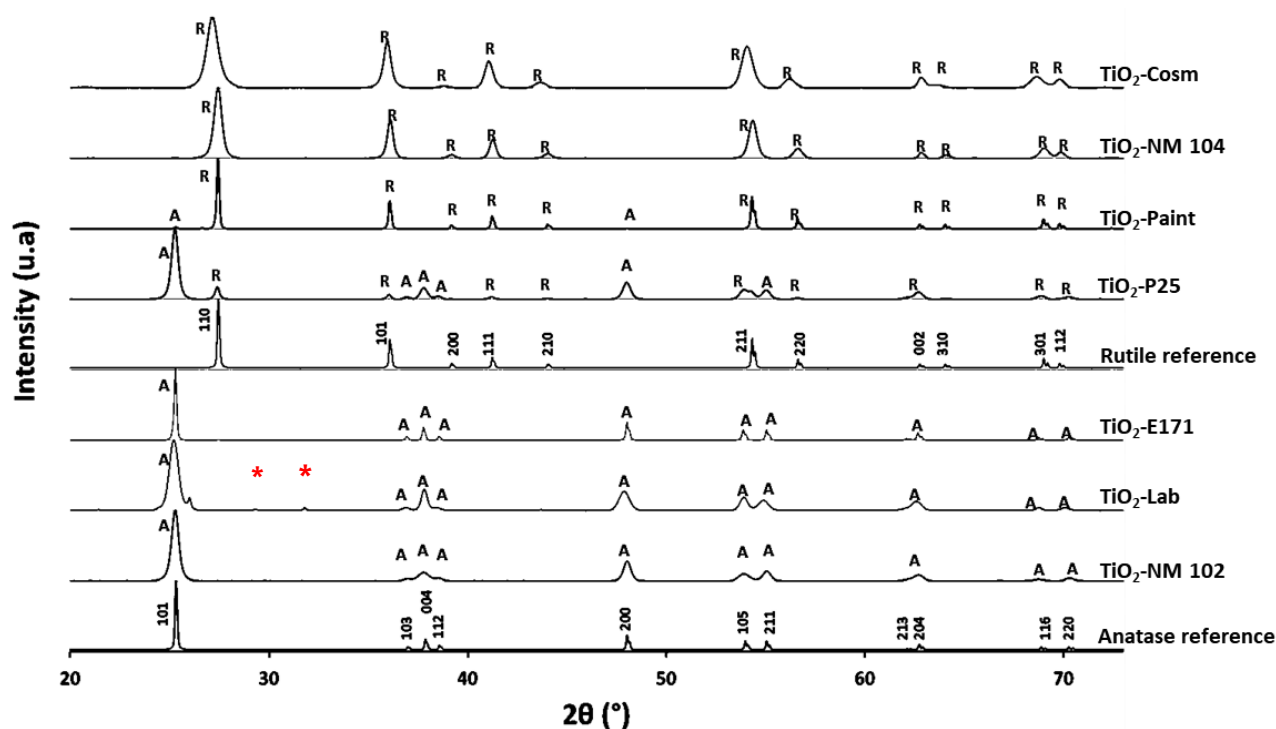 R R R R R R R R R R R TiO2-Cosm
R R R R R R R R R R R TiO2-NM 104
A R R R R R A R R R R R R TiO2-Paint
A R R A A A R R A R A R R R R TiO2-P25
110 101 200 111 210 211 220 002 310 301 112 Rutile reference
A A A A A A A A A A TiO2-E171
A * * A A A A A A A A A TiO2-Lab
A A A A A A A A A A TiO2-NM 102
101 103 004 112 200 105 211 213 204 116 220 Anatase reference
20 30 40 50 60 70
2θ (°)
Intensity (u.a)